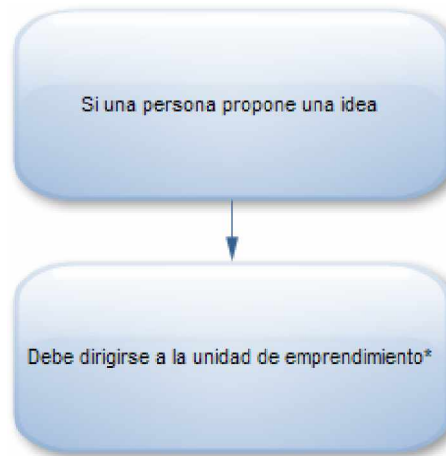 Si una persona propone una idea
Debe dirigirse a la unidad de emprendimiento*